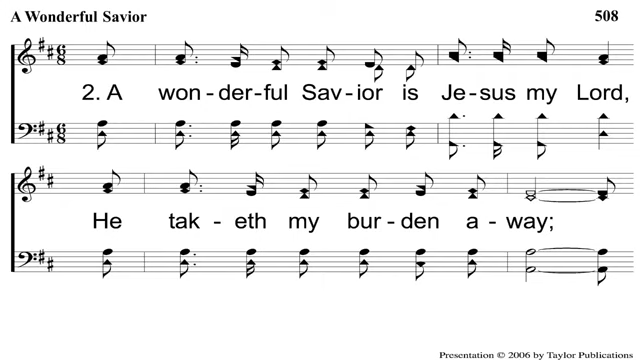 A Wonderful Savior 508
2. A won - der - ful Sav - ior is Je - sus my Lord,
He tak - eth my bur - den a - way;
Presentation © 2006 by Taylor Publications